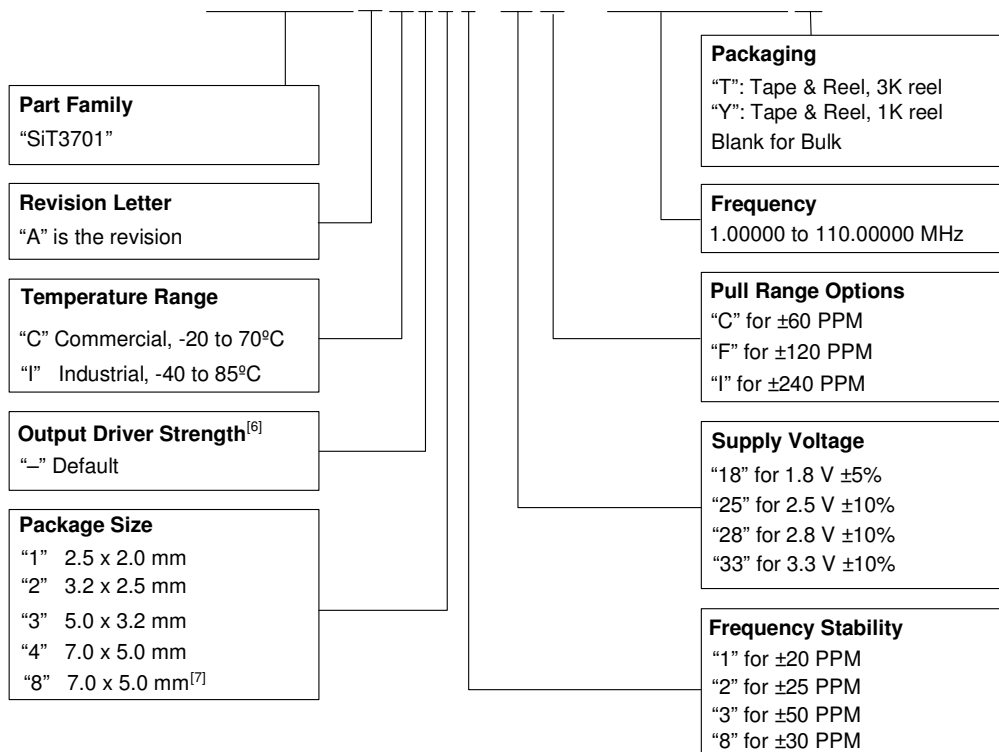 Part Family
“SiT3701”
Revision Letter
“A” is the revision
Temperature Range
“C” Commercial, -20 to 70ºC
“I” Industrial, -40 to 85ºC
Output Driver Strength[6]
“–” Default
Package Size
“1” 2.5 x 2.0 mm
“2” 3.2 x 2.5 mm
“3” 5.0 x 3.2 mm
“4” 7.0 x 5.0 mm
“8” 7.0 x 5.0 mm[7]
Packaging
“T”: Tape & Reel, 3K reel
“Y”: Tape & Reel, 1K reel
Blank for Bulk
Frequency
1.00000 to 110.00000 MHz
Pull Range Options
“C” for ±60 PPM
“F” for ±120 PPM
“I” for ±240 PPM
Supply Voltage
“18” for 1.8 V ±5%
“25” for 2.5 V ±10%
“28” for 2.8 V ±10%
“33” for 3.3 V ±10%
Frequency Stability
“1” for ±20 PPM
“2” for ±25 PPM
“3” for ±50 PPM
“8” for ±30 PPM